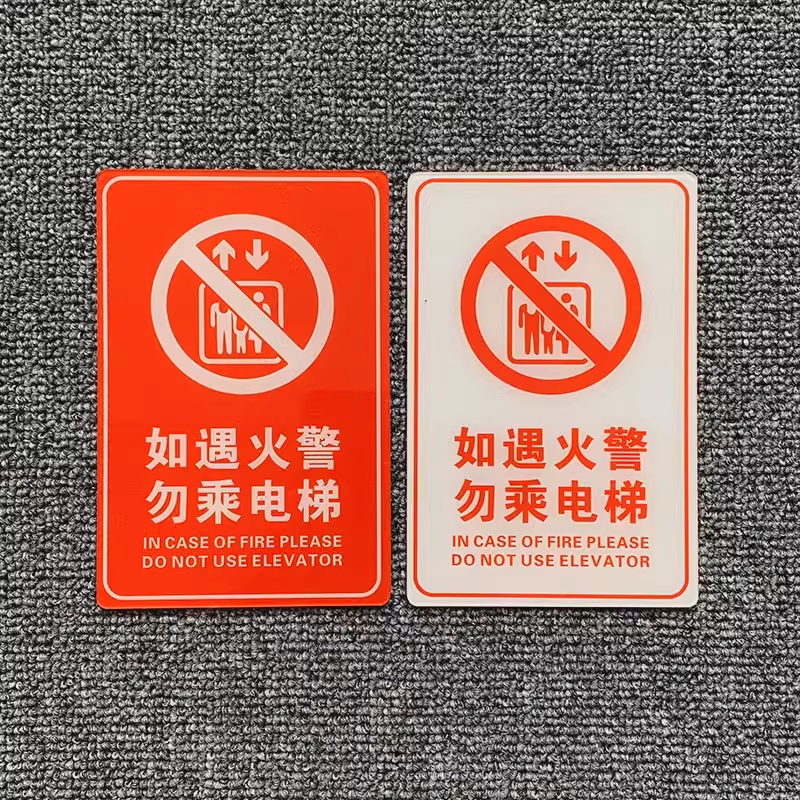 如遇火警
勿乘电梯
IN CASE OF FIRE PLEASE
DO NOT USE ELEVATOR
如遇火警
勿乘电梯
IN CASE OF FIRE PLEASE
DO NOT USE ELEVATOR